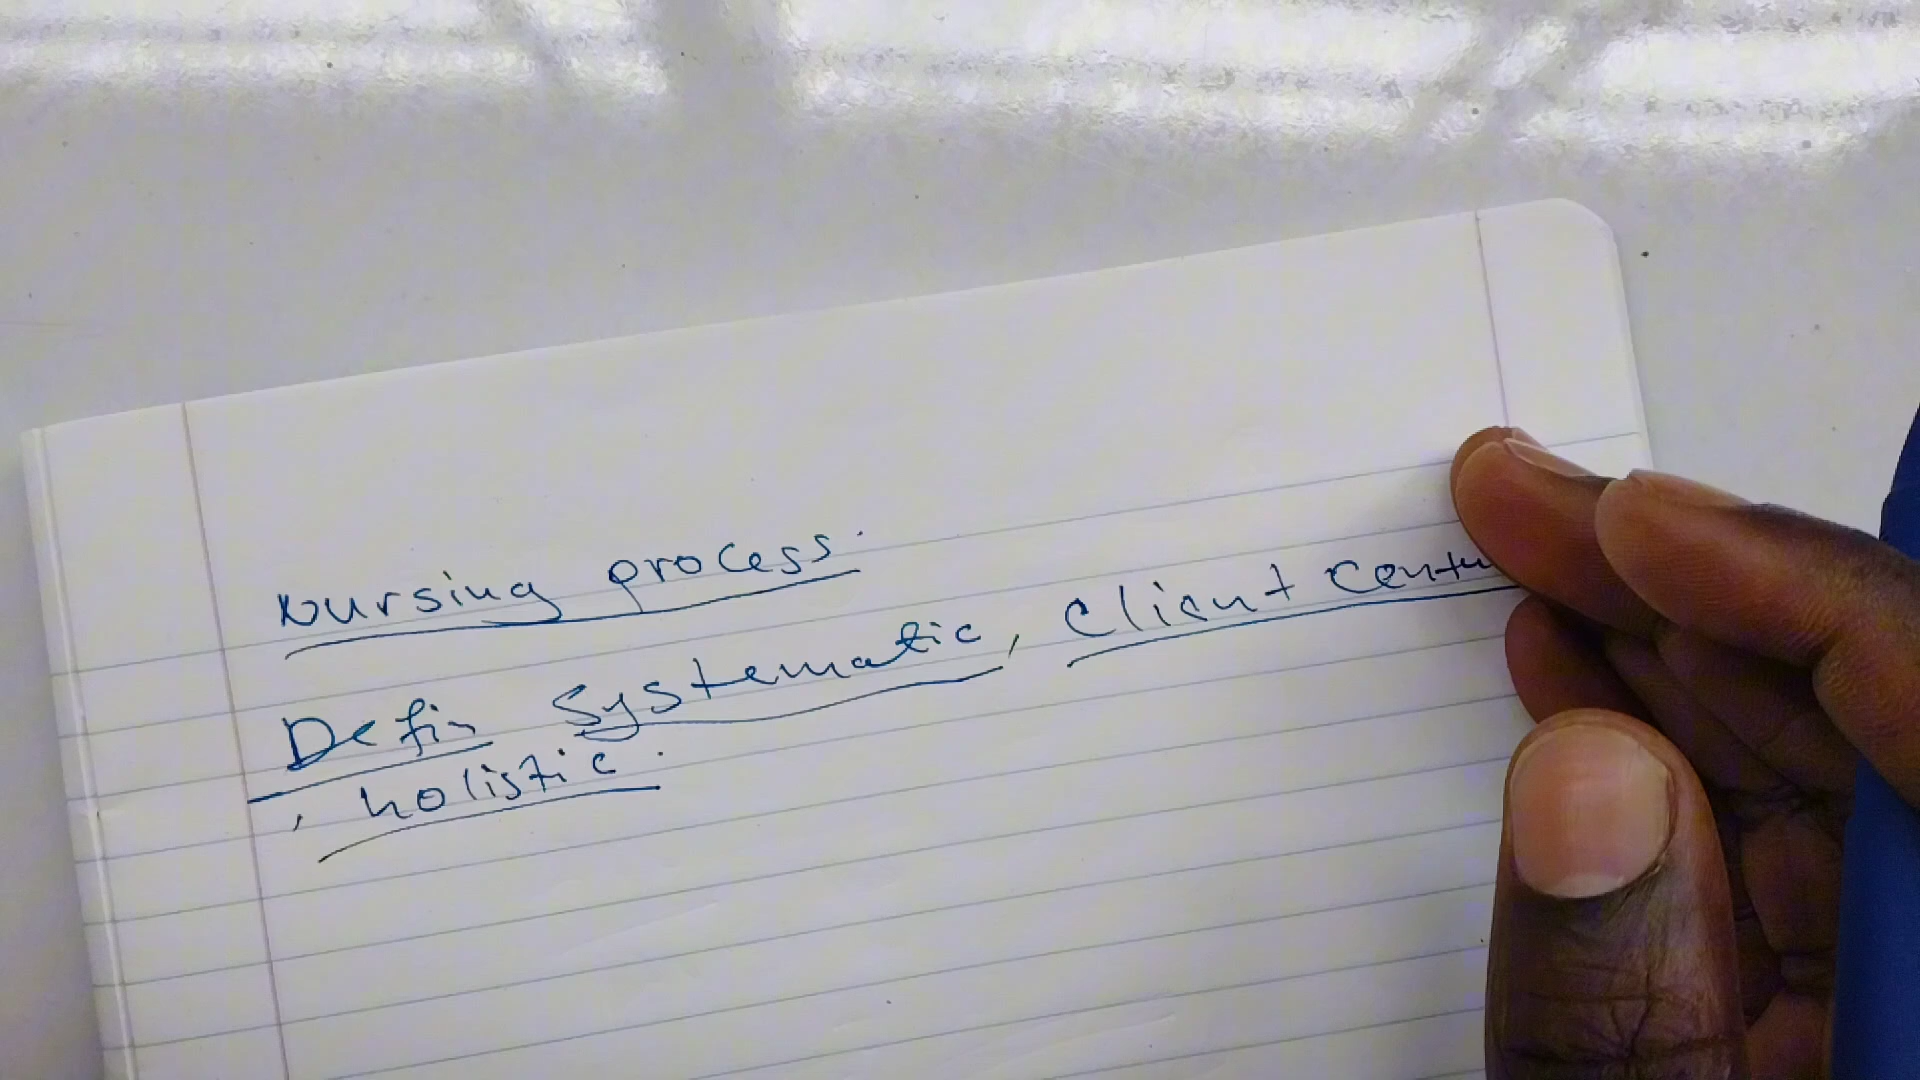 Nursing process.
Defin systematic, Client
, holistic.